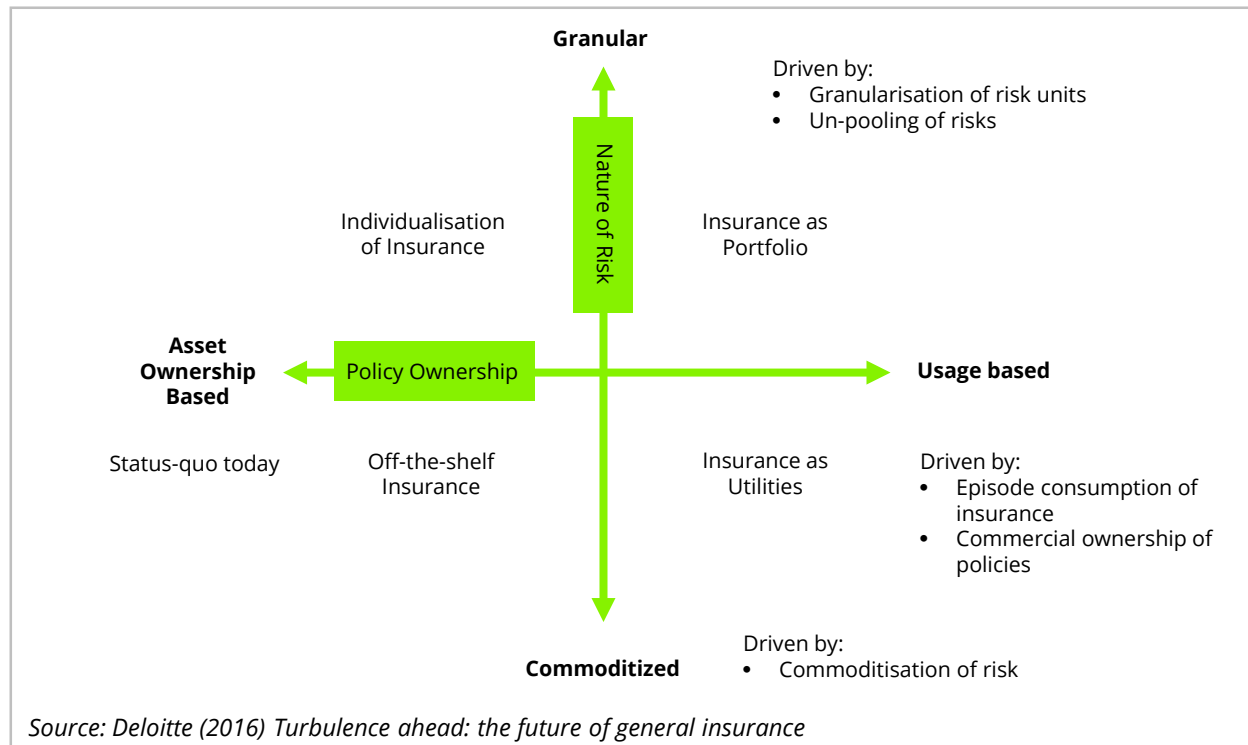 Granular
Driven by:
• Granularisation of risk units
• Un-pooling of risks
Nature of Risk
Individualisation
of Insurance
Insurance as
Portfolio
Asset
Ownership
Based
Policy Ownership
Usage based
Status-quo today
Off-the-shelf
Insurance
Insurance as
Utilities
Driven by:
• Episode consumption of
insurance
• Commercial ownership of
policies
Commoditized
Driven by:
• Commoditisation of risk
Source: Deloitte (2016) Turbulence ahead: the future of general insurance